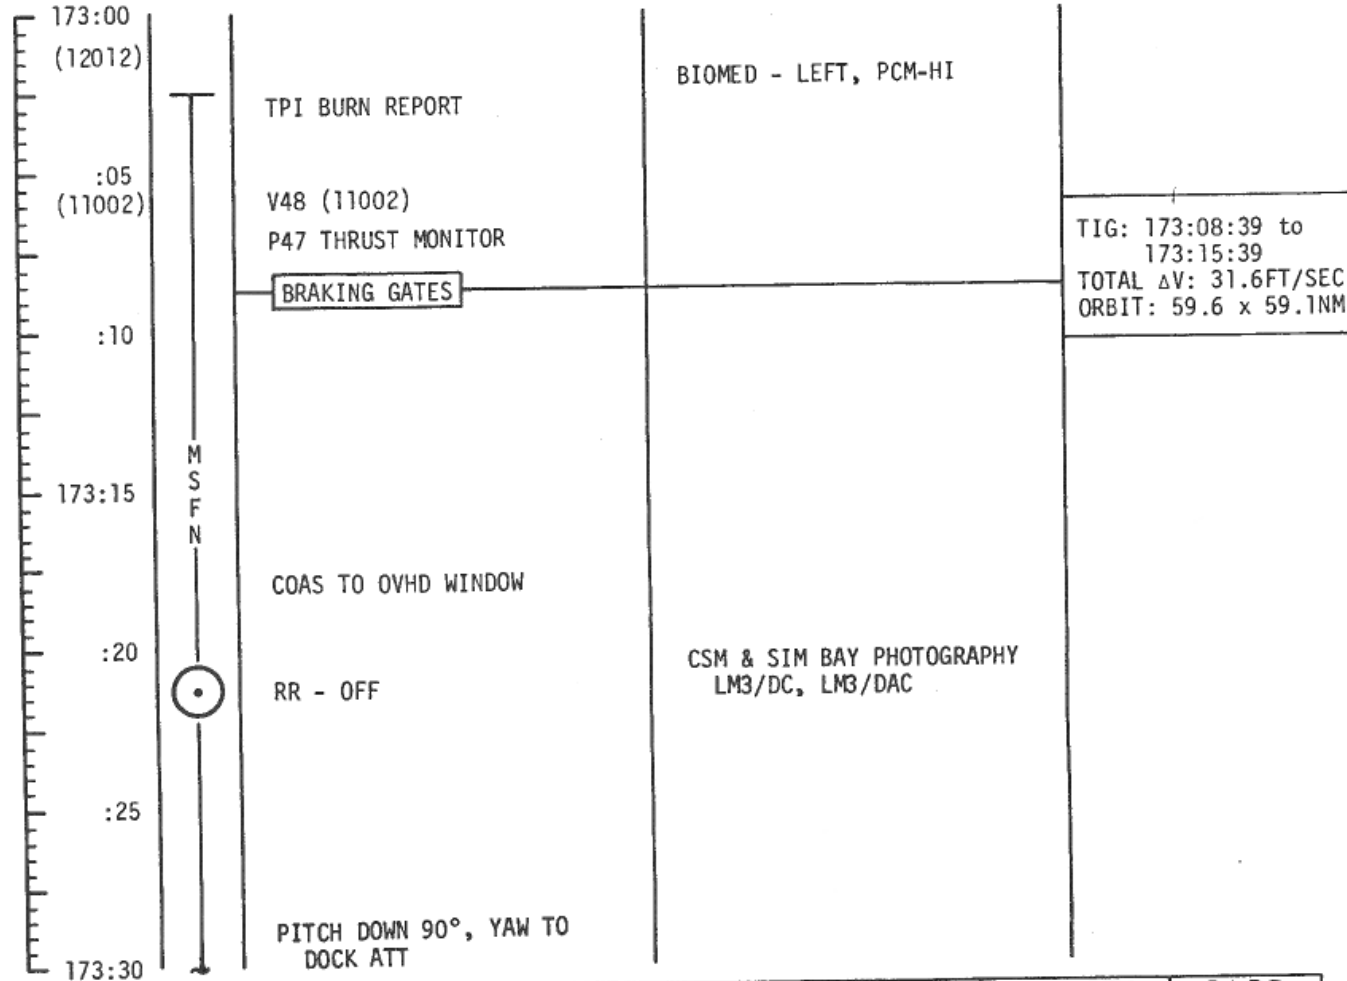 173:00
(12012)
BIOMED - LEFT, PCM-HI
TPI BURN REPORT
:05
(11002)
V48 (11002)
P47 THRUST MONITOR
TIG: 173:08:39 to
173:15:39
TOTAL ΔV: 31.6FT/SEC
ORBIT: 59.6 x 59.1NM
BRAKING GATES
:10
M
S
F
N
173:15
COAS TO OVHD WINDOW
:20
CSM & SIM BAY PHOTOGRAPHY
LM3/DC, LM3/DAC
RR - OFF
:25
PITCH DOWN 90°, YAW TO
DOCK ATT
173:30